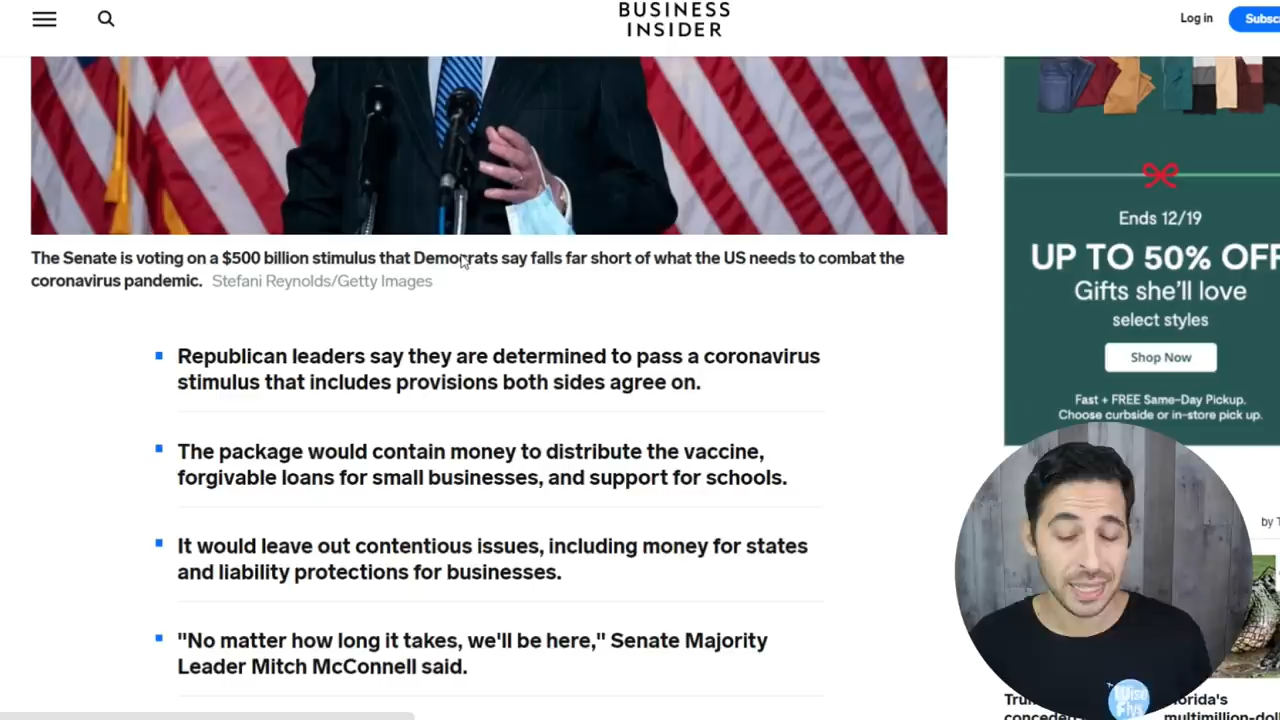 BUSINESS
INSIDER
Log in
The Senate is voting on a $500 billion stimulus that Democrats say falls far short of what the US needs to combat the
coronavirus pandemic. Stefani Reynolds/Getty Images
Republican leaders say they are determined to pass a coronavirus
stimulus that includes provisions both sides agree on.
The package would contain money to distribute the vaccine,
forgivable loans for small businesses, and support for schools.
It would leave out contentious issues, including money for states
and liability protections for businesses.
"No matter how long it takes, we'll be here," Senate Majority
Leader Mitch McConnell said.
Ends 12/19
UP TO 50% OFF
Gifts she'll love
select styles
Shop Now
Fast + FREE Same-Day Pickup.
Choose curbside or in-store pick up.
by
multimillion-dol